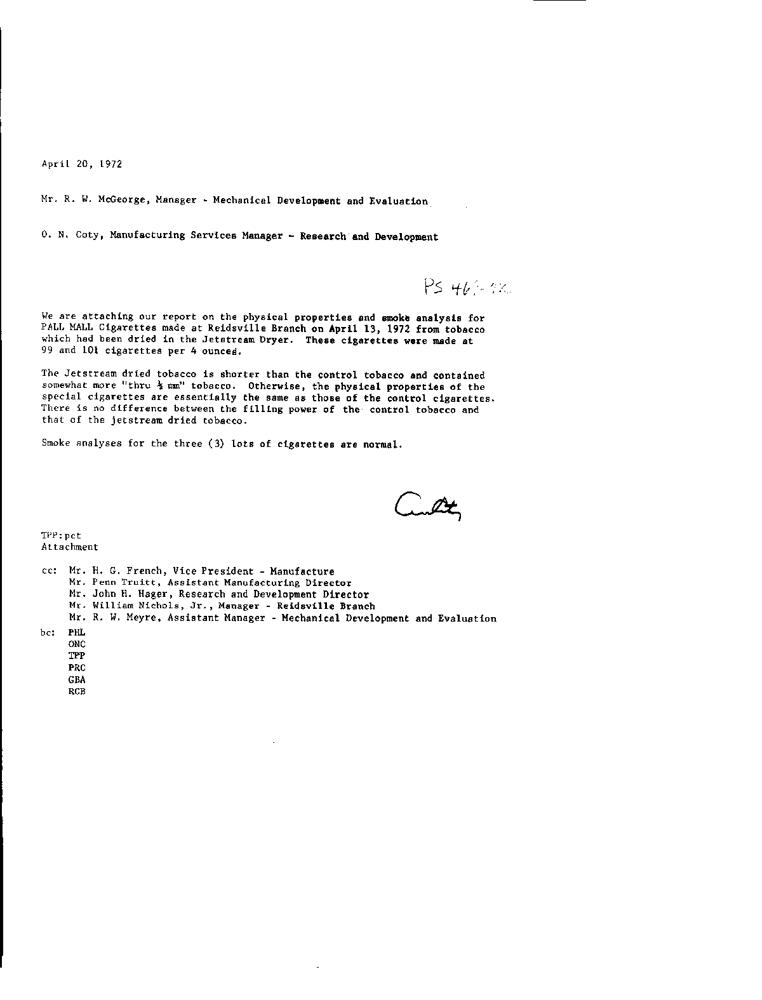 April 20, 1972
Mr. R. W. McGeorge, Manager - Mechanical Development and Evaluation
O. N. Coty, Manufacturing Services Manager - Research and Development
PS
We are attaching our report on the physical properties and smoke analysis for
PALL MALL Cigarettes made at Reidsville Branch on April 13, 1972 from tobacco
which had been dried in the Jetstream Dryer. These cigarettes were made at
99 and 101 cigarettes per 4 ounces.
The Jetstream dried tobacco is shorter than the control tobacco and contained
somewhat more "thru ½ mm" tobacco. Otherwise, the physical properties of the
special cigarettes are essentially the same as those of the control cigarettes.
There is no difference between the filling power of the control tobacco and
that of the jetstream dried tobacco.
Smoke analyses for the three (3) lots of cigarettes are normal.
TPP:pct
Attachment
cc: Mr. H. G. French, Vice President - Manufacture
Mr. Penn Truitt, Assistant Manufacturing Director
Mr. John H. Hager, Research and Development Director
Mr. William Nichols, Jr., Manager - Reidsville Branch
Mr. R. W. Meyre, Assistant Manager - Mechanical Development and Evaluation
bc: PHL
ONC
TPP
PRC
GBA
RCB